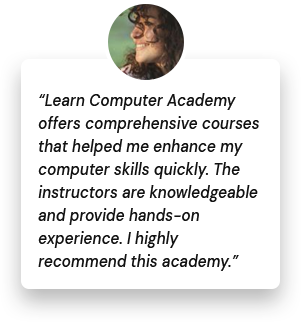 “Learn Computer Academy
offers comprehensive courses
that helped me enhance my
computer skills quickly. The
instructors are knowledgeable
and provide hands-on
experience. I highly
recommend this academy.”